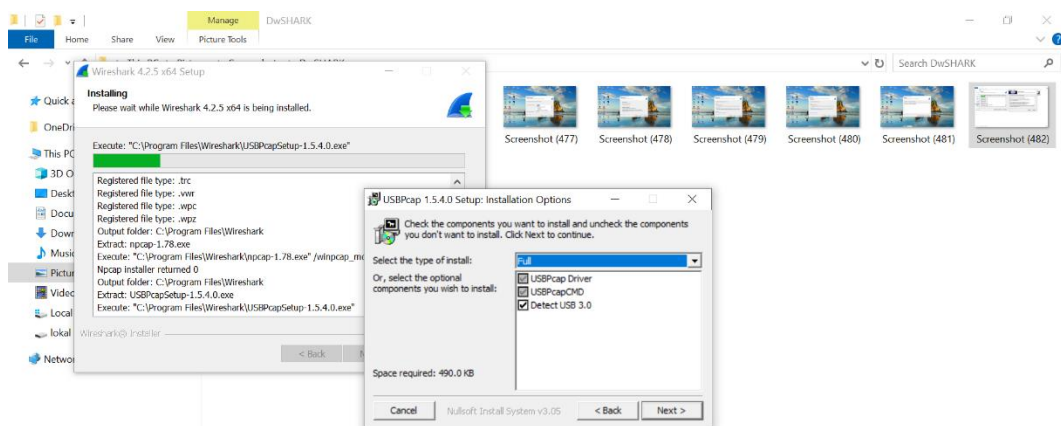 Manage
DwSHARK
File
Home
Share
View
Picture Tools
Search DwSHARK
Quick
OneDri
This PC
3D O
Deskt
Docu
Down
Music
Pictur
Video
Local
lokal
Netwo
Screenshot (477)
Screenshot (478)
Screenshot (479)
Screenshot (480)
Screenshot (481)
Screenshot (482)
Wireshark 4.2.5 x64 Setup
Installing
Please wait while Wireshark 4.2.5 x64 is being installed.
Execute: "C:\Program Files\Wireshark\USBPcapSetup-1.5.4.0.exe"
Registered file type: .trc
Registered file type: .vwr
Registered file type: .wpc
Registered file type: .wpz
Output folder: C:\Program Files\Wireshark
Extract: npcap-1.78.exe
Execute: "C:\Program Files\Wireshark\npcap-1.78.exe" /winpcap_mo
Npcap installer returned 0
Output folder: C:\Program Files\Wireshark
Extract: USBPcapSetup-1.5.4.0.exe
Execute: "C:\Program Files\Wireshark\USBPcapSetup-1.5.4.0.exe"
Wireshark® Installer
< Back
N
USBPcap 1.5.4.0 Setup: Installation Options
Check the components you want to install and uncheck the components
you don't want to install. Click Next to continue.
Select the type of install:
Full
Or, select the optional
components you wish to install:
USBPcap Driver
USBPcapCMD
Detect USB 3.0
Space required: 490.0 KB
Cancel
Nullsoft Install System v3.05
< Back
Next >